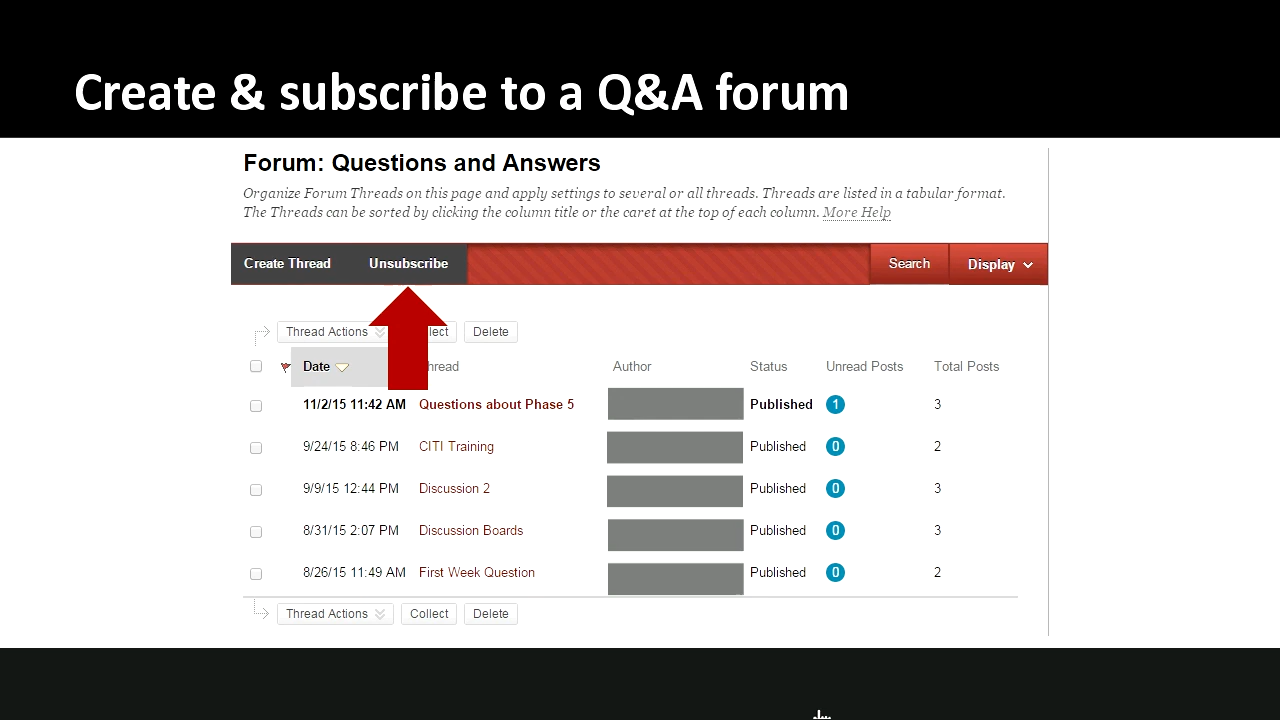 Create & subscribe to a Q&A forum
Forum: Questions and Answers
Organize Forum Threads on this page and apply settings to several or all threads. Threads are listed in a tabular format.
The Threads can be sorted by clicking the column title or the caret at the top of each column. More Help
Create Thread Unsubscribe Search Display
Thread Actions Delete
Date Author Status Unread Posts Total Posts
11/2/15 11:42 AM Questions about Phase 5 Published 1 3
9/24/15 8:46 PM CITI Training Published 0 2
9/9/15 12:44 PM Discussion 2 Published 0 3
8/31/15 2:07 PM Discussion Boards Published 0 3
8/26/15 11:49 AM First Week Question Published 0 2
Thread Actions Collect Delete